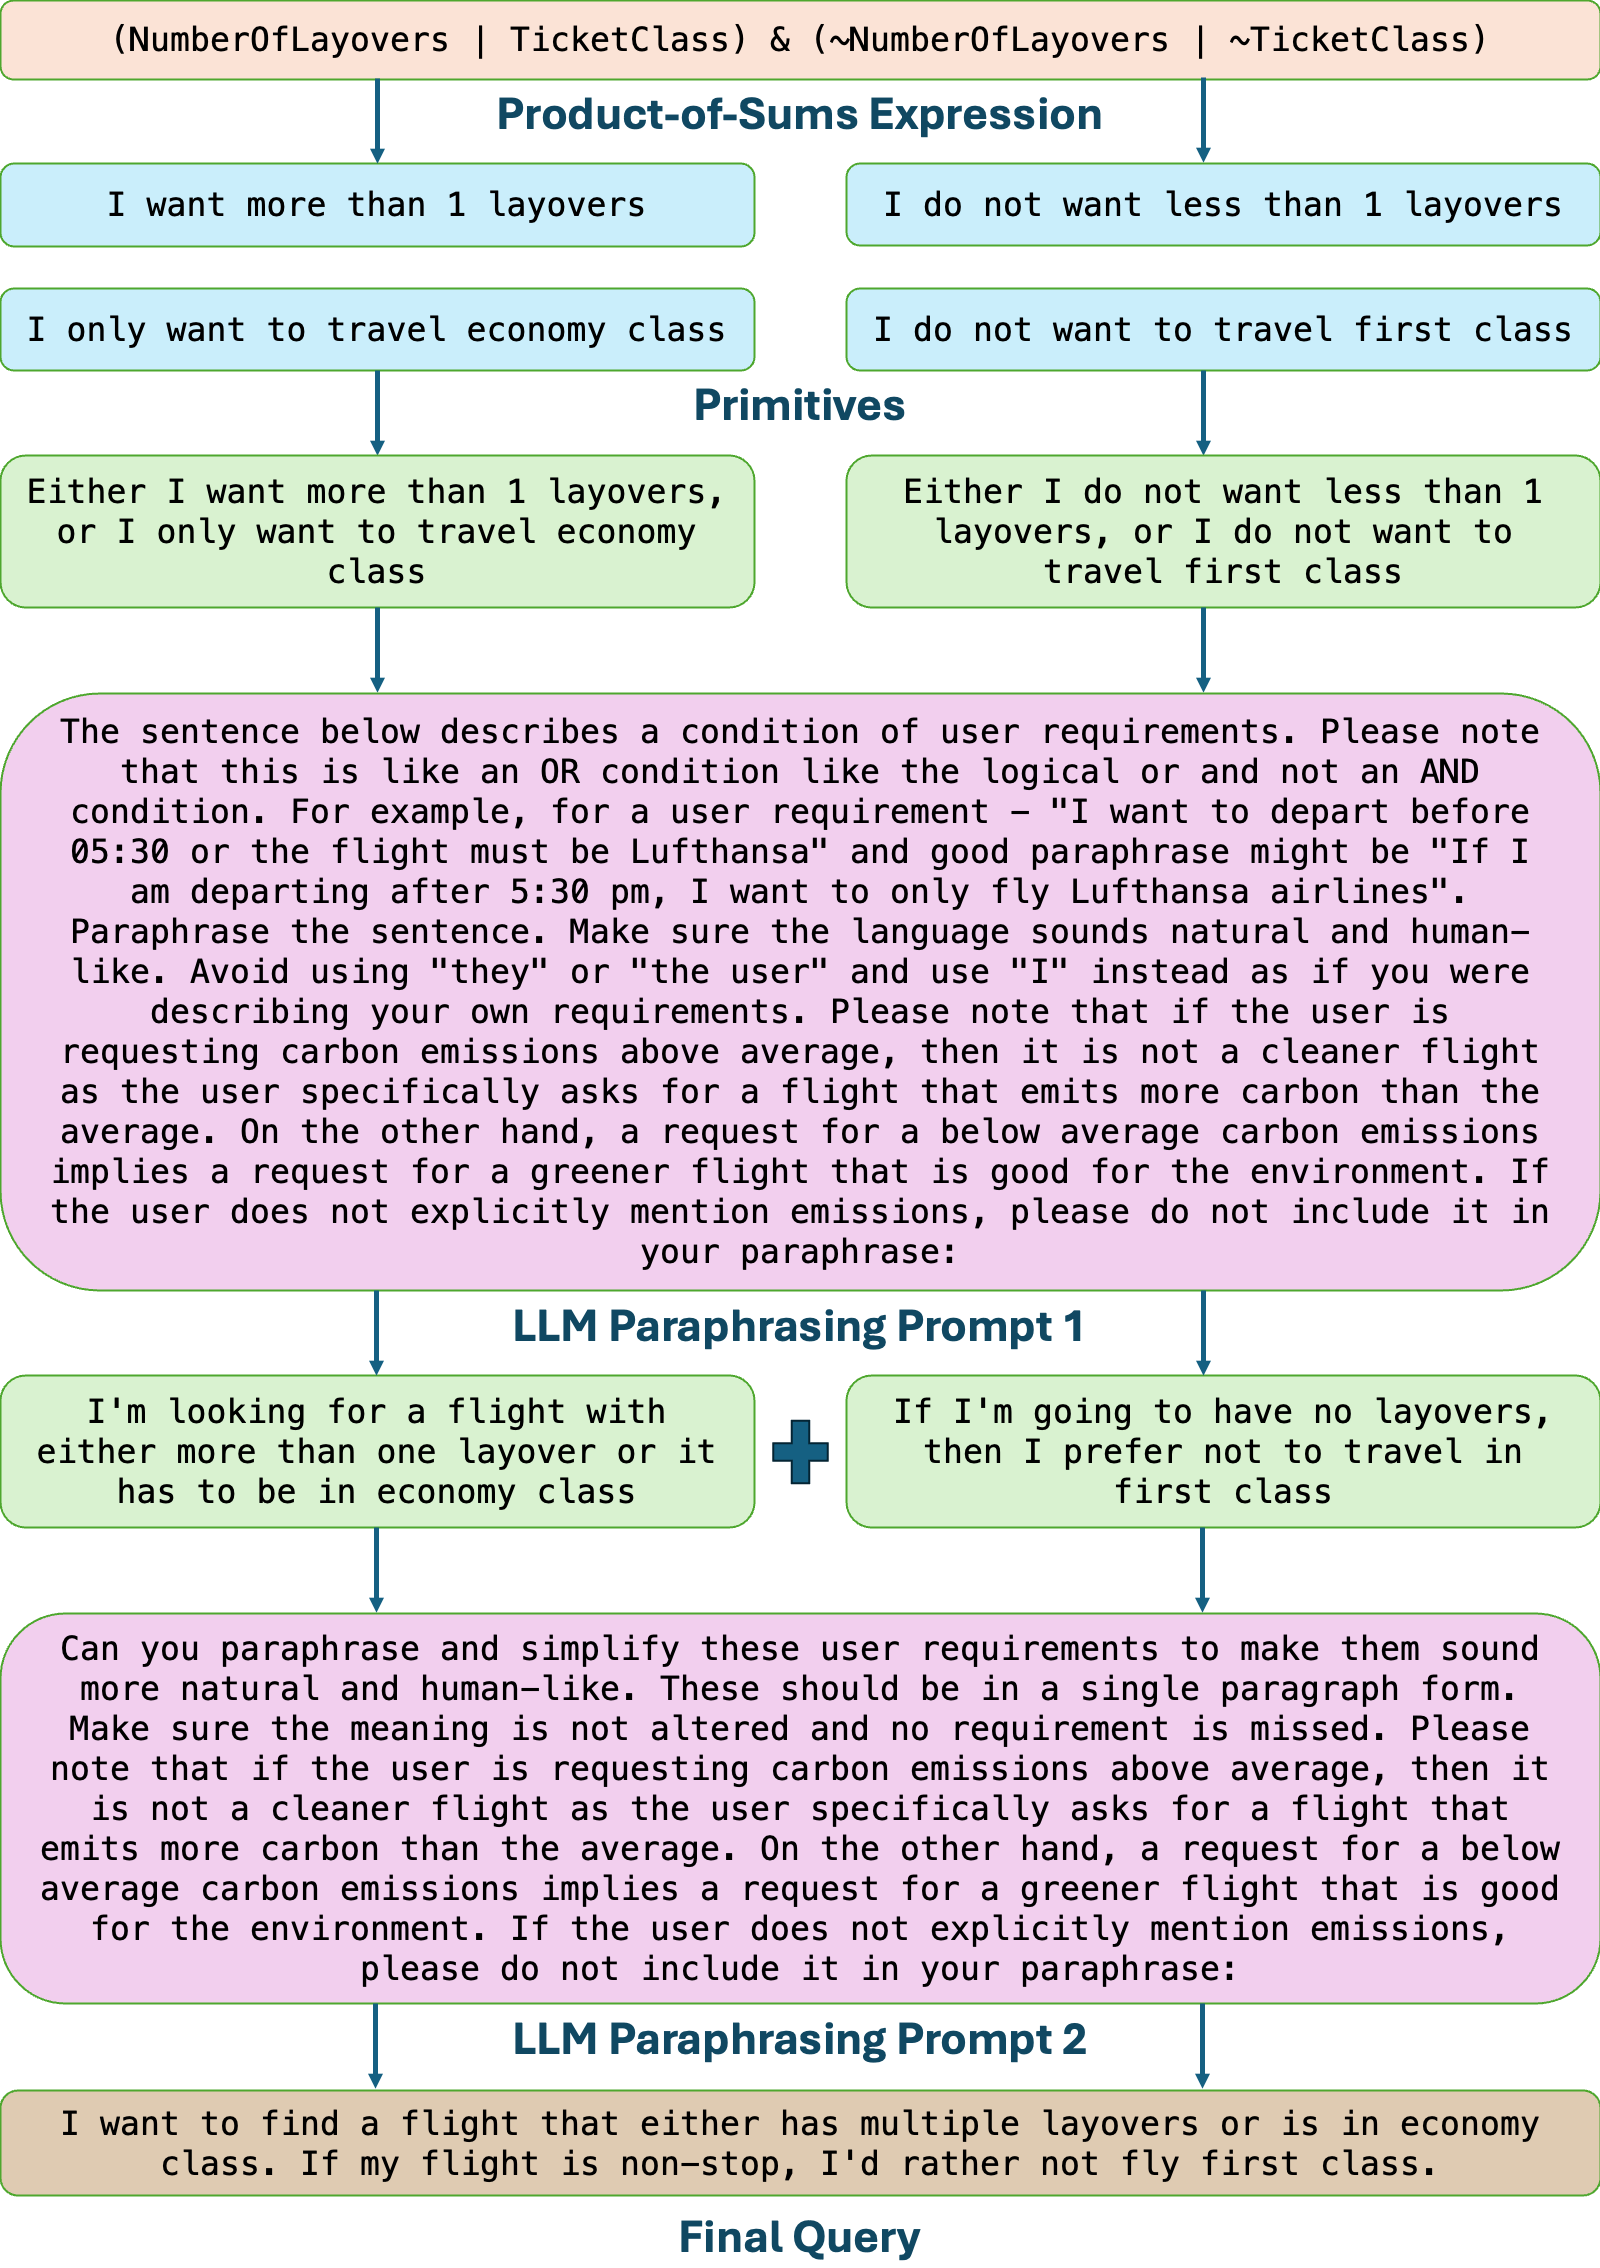 (NumberOfLayovers | TicketClass) & (~NumberOfLayovers | ~TicketClass)
Product-of-Sums Expression
I want more than 1 layovers
I do not want less than 1 layovers
I only want to travel economy class
I do not want to travel first class
Primitives
Either I want more than 1 layovers,
or I only want to travel economy
class
Either I do not want less than 1
layovers, or I do not want to
travel first class
The sentence below describes a condition of user requirements. Please note
that this is like an OR condition like the logical or and not an AND
condition. For example, for a user requirement – "I want to depart before
05:30 or the flight must be Lufthansa" and good paraphrase might be "If I
am departing after 5:30 pm, I want to only fly Lufthansa airlines".
Paraphrase the sentence. Make sure the language sounds natural and human-
like. Avoid using "they" or "the user" and use "I" instead as if you were
describing your own requirements. Please note that if the user is
requesting carbon emissions above average, then it is not a cleaner flight
as the user specifically asks for a flight that emits more carbon than the
average. On the other hand, a request for a below average carbon emissions
implies a request for a greener flight that is good for the environment. If
the user does not explicitly mention emissions, please do not include it in
your paraphrase:
LLM Paraphrasing Prompt 1
I'm looking for a flight with
either more than one layover or it
has to be in economy class
If I'm going to have no layovers,
then I prefer not to travel in
first class
Can you paraphrase and simplify these user requirements to make them sound
more natural and human-like. These should be in a single paragraph form.
Make sure the meaning is not altered and no requirement is missed. Please
note that if the user is requesting carbon emissions above average, then it
is not a cleaner flight as the user specifically asks for a flight that
emits more carbon than the average. On the other hand, a request for a below
average carbon emissions implies a request for a greener flight that is good
for the environment. If the user does not explicitly mention emissions,
please do not include it in your paraphrase:
LLM Paraphrasing Prompt 2
I want to find a flight that either has multiple layovers or is in economy
class. If my flight is non-stop, I'd rather not fly first class.
Final Query